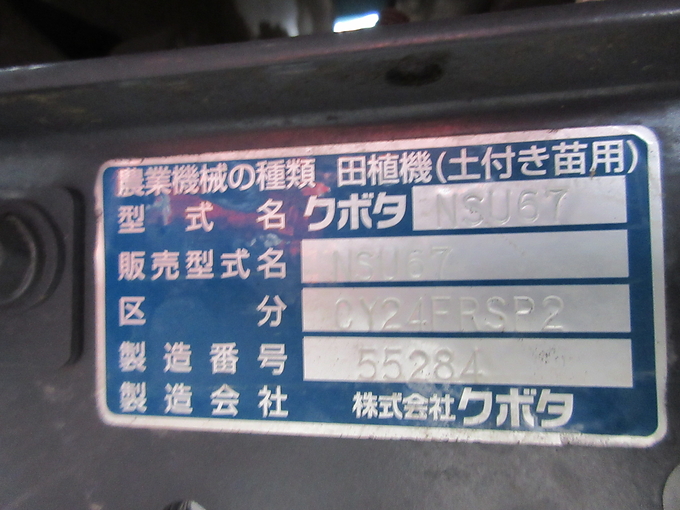 農業機械の種類 田植機(土付き苗用)
型式名 クボタ NSU67
販売型式名 NSU67
区分 CY24FRSP2
製造番号 55284
製造会社 株式会社クボタ